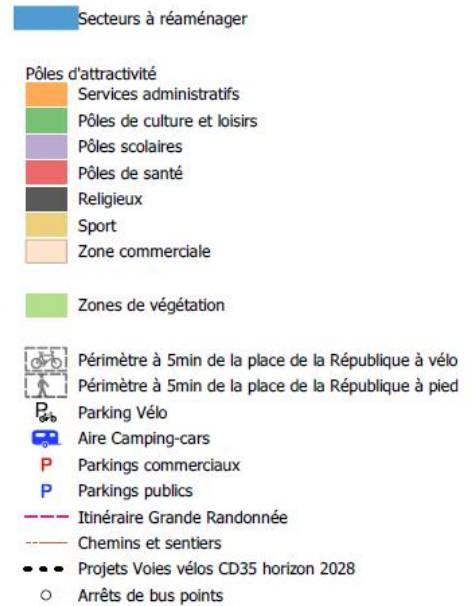 Secteurs à réaménager
Pôles d'attractivité
Services administratifs
Pôles de culture et loisirs
Pôles scolaires
Pôles de santé
Religieux
Sport
Zone commerciale
Zones de végétation
Périmètre à 5min de la place de la République à vélo
Périmètre à 5min de la place de la République à pied
P Parking Vélo
Aire Camping-cars
P Parkings commerciaux
P Parkings publics
Itinéraire Grande Randonnée
Chemins et sentiers
Projets Voies vélos CD35 horizon 2028
Arrêts de bus points